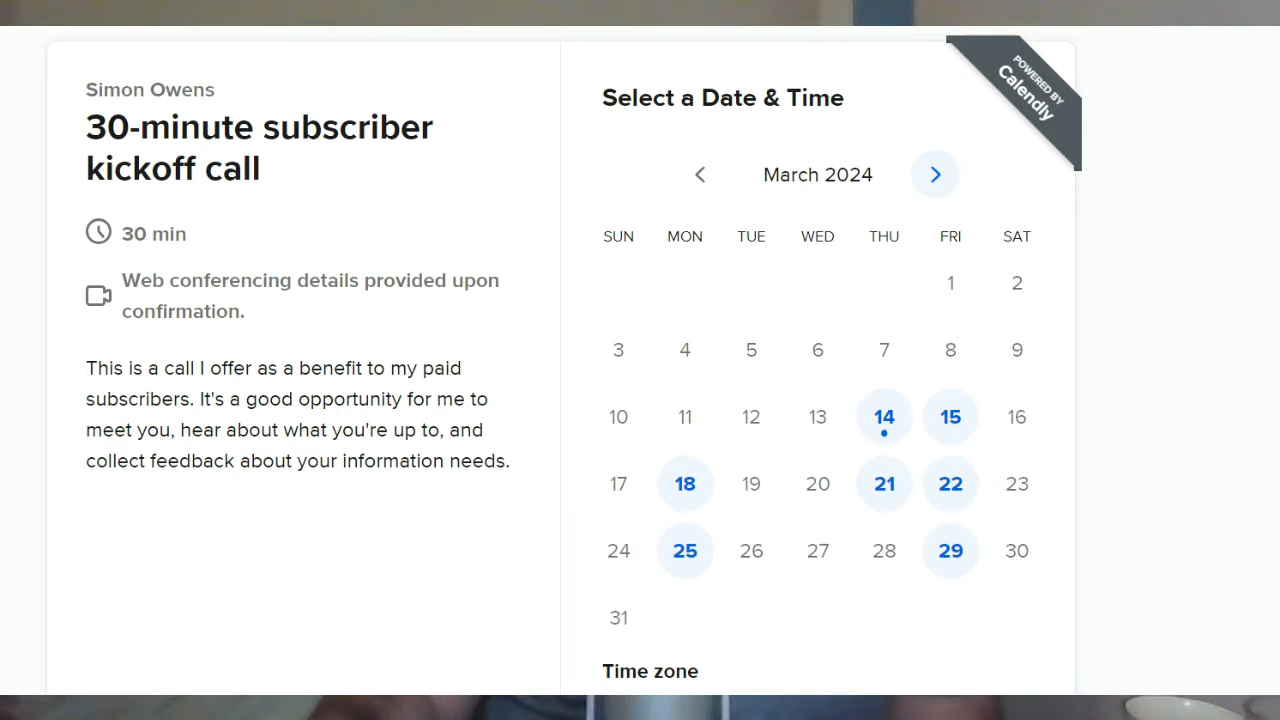 Simon Owens
30-minute subscriber
kickoff call
30 min
Web conferencing details provided upon
confirmation.
This is a call I offer as a benefit to my paid
subscribers. It's a good opportunity for me to
meet you, hear about what you're up to, and
collect feedback about your information needs.
POWERED BY
Calendly
Select a Date & Time
March 2024
SUN MON TUE WED THU FRI SAT
1 2
3 4 5 6 7 8 9
10 11 12 13 14 15 16
17 18 19 20 21 22 23
24 25 26 27 28 29 30
31
Time zone